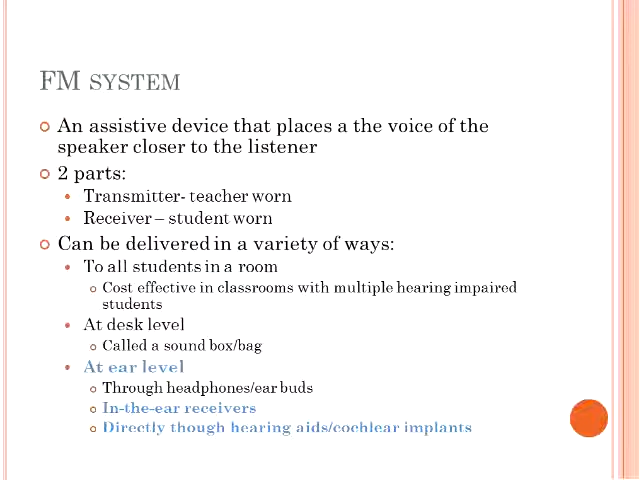 FM SYSTEM
An assistive device that places a the voice of the
speaker closer to the listener
2 parts:
Transmitter- teacher worn
Receiver – student worn
Can be delivered in a variety of ways:
To all students in a room
Cost effective in classrooms with multiple hearing impaired
students
At desk level
Called a sound box/bag
At ear level
Through headphones/ear buds
In-the-ear receivers
Directly though hearing aids/cochlear implants